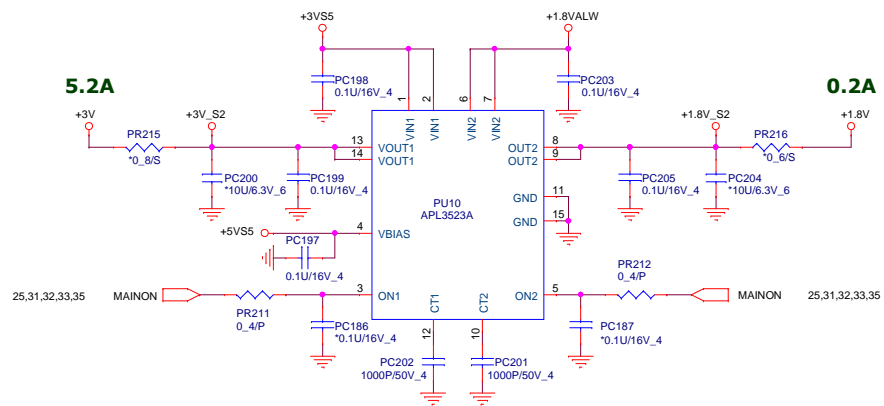 +3VS5
+1.8VALW
PC198
0.1U/16V_4
PC203
0.1U/16V_4
5.2A
0.2A
+3V
+3V_S2
+1.8V_S2
+1.8V
1
2
6
7
VIN1
VIN1
VIN2
VIN2
PR215
*0_8/S
13
VOUT1
14
VOUT1
8
OUT2
9
OUT2
PR216
*0_6/S
PC200
*10U/6.3V_6
PC199
0.1U/16V_4
PC205
0.1U/16V_4
PC204
*10U/6.3V_6
PU10
APL3523A
11
GND
15
GND
+5VS5
4
VBIAS
PC197
0.1U/16V_4
25,31,32,33,35
MAINON
PR211
0_4/P
3
ON1
5
ON2
PR212
0_4/P
MAINON
25,31,32,33,35
CT1
CT2
PC186
*0.1U/16V_4
12
10
PC187
*0.1U/16V_4
PC202
1000P/50V_4
PC201
1000P/50V_4